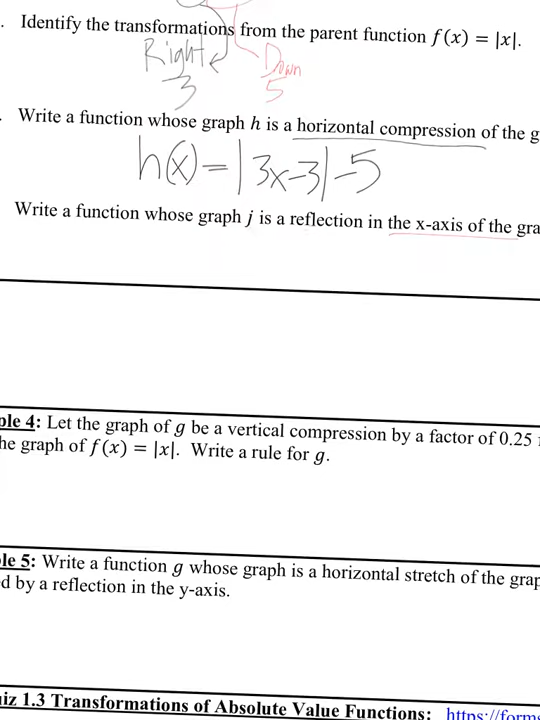 . Identify the transformations from the parent function f(x) = |x|.
Right Down
3 5
. Write a function whose graph h is a horizontal compression of the g
h(x) = |3x-3|-5
Write a function whose graph j is a reflection in the x-axis of the gra
ple 4: Let the graph of g be a vertical compression by a factor of 0.25
he graph of f(x) = |x|. Write a rule for g.
le 5: Write a function g whose graph is a horizontal stretch of the grap
d by a reflection in the y-axis.
uiz 1.3 Transformations of Absolute Value Functions: https://forms